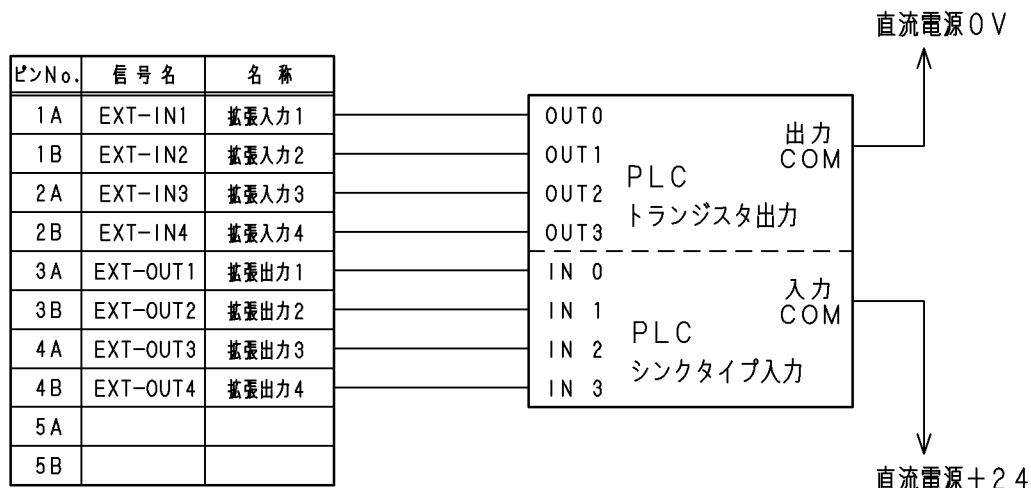 直流電源0V
ピンNo. 信号名 名称
1A EXT-IN1 拡張入力1 OUT0
1B EXT-IN2 拡張入力2 OUT1
2A EXT-IN3 拡張入力3 OUT2
2B EXT-IN4 拡張入力4 OUT3
出力
COM
PLC
トランジスタ出力
3A EXT-OUT1 拡張出力1 IN 0
3B EXT-OUT2 拡張出力2 IN 1
4A EXT-OUT3 拡張出力3 IN 2
4B EXT-OUT4 拡張出力4 IN 3
入力
COM
PLC
シンクタイプ入力
5A
5B
直流電源+24